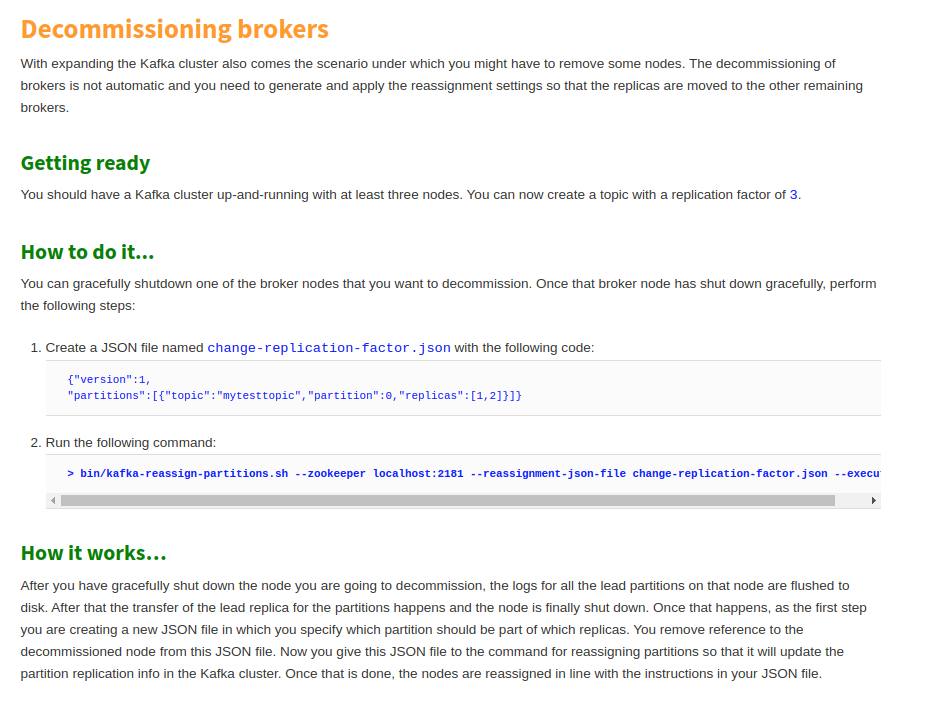 Decommissioning brokers
With expanding the Kafka cluster also comes the scenario under which you might have to remove some nodes. The decommissioning of
brokers is not automatic and you need to generate and apply the reassignment settings so that the replicas are moved to the other remaining
brokers.
Getting ready
You should have a Kafka cluster up-and-running with at least three nodes. You can now create a topic with a replication factor of 3.
How to do it...
You can gracefully shutdown one of the broker nodes that you want to decommission. Once that broker node has shut down gracefully, perform
the following steps:
1. Create a JSON file named change-replication-factor.json with the following code:
{"version":1,
"partitions":[{"topic":"mytesttopic","partition":0,"replicas":[1,2]}]}
2. Run the following command:
> bin/kafka-reassign-partitions.sh --zookeeper localhost:2181 --reassignment-json-file change-replication-factor.json --execu
How it works...
After you have gracefully shut down the node you are going to decommission, the logs for all the lead partitions on that node are flushed to
disk. After that the transfer of the lead replica for the partitions happens and the node is finally shut down. Once that happens, as the first step
you are creating a new JSON file in which you specify which partition should be part of which replicas. You remove reference to the
decommissioned node from this JSON file. Now you give this JSON file to the command for reassigning partitions so that it will update the
partition replication info in the Kafka cluster. Once that is done, the nodes are reassigned in line with the instructions in your JSON file.